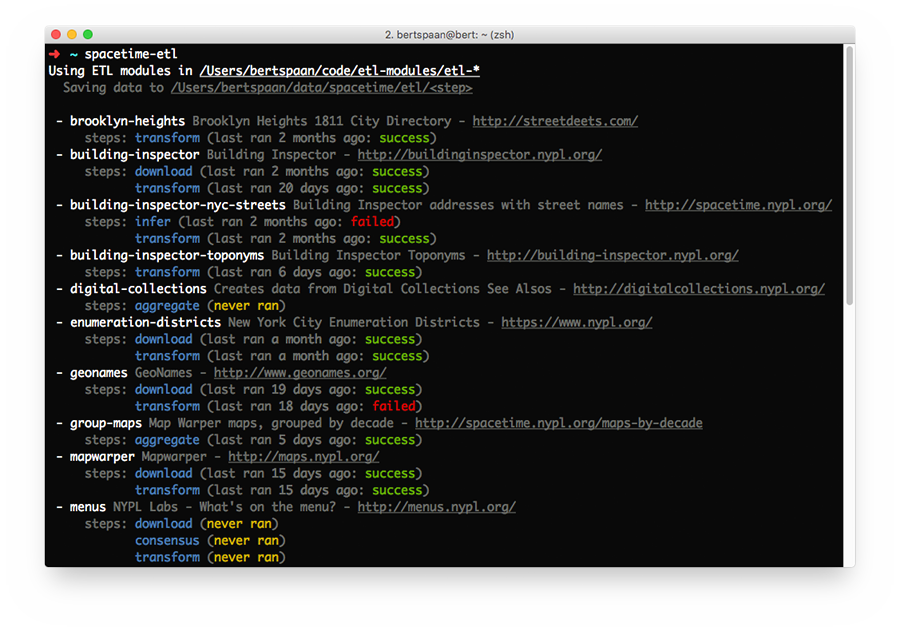 2. bertspaan@bert: ~ (zsh)
➜ ~ spacetime-etl
Using ETL modules in /Users/bertspaan/code/etl-modules/etl-*
Saving data to /Users/bertspaan/data/spacetime/etl/<step>
- brooklyn-heights Brooklyn Heights 1811 City Directory - http://streetdeets.com/
steps: transform (last ran 2 months ago: success)
- building-inspector Building Inspector - http://buildinginspector.nypl.org/
steps: download (last ran 2 months ago: success)
transform (last ran 20 days ago: success)
- building-inspector-nyc-streets Building Inspector addresses with street names - http://spacetime.nypl.org/
steps: infer (last ran 2 months ago: failed)
transform (last ran 2 months ago: success)
- building-inspector-toponyms Building Inspector Toponyms - http://building-inspector.nypl.org/
steps: transform (last ran 6 days ago: success)
- digital-collections Creates data from Digital Collections See Alsos - http://digitalcollections.nypl.org/
steps: aggregate (never ran)
- enumeration-districts New York City Enumeration Districts - https://www.nypl.org/
steps: download (last ran a month ago: success)
transform (last ran a month ago: success)
- geonames GeoNames - http://www.geonames.org/
steps: download (last ran 19 days ago: success)
transform (last ran 18 days ago: failed)
- group-maps Map Warper maps, grouped by decade - http://spacetime.nypl.org/maps-by-decade
steps: aggregate (last ran 5 days ago: success)
- mapwarper Mapwarper - http://maps.nypl.org/
steps: download (last ran 15 days ago: success)
transform (last ran 15 days ago: success)
- menus NYPL Labs - What's on the menu? - http://menus.nypl.org/
steps: download (never ran)
consensus (never ran)
transform (never ran)